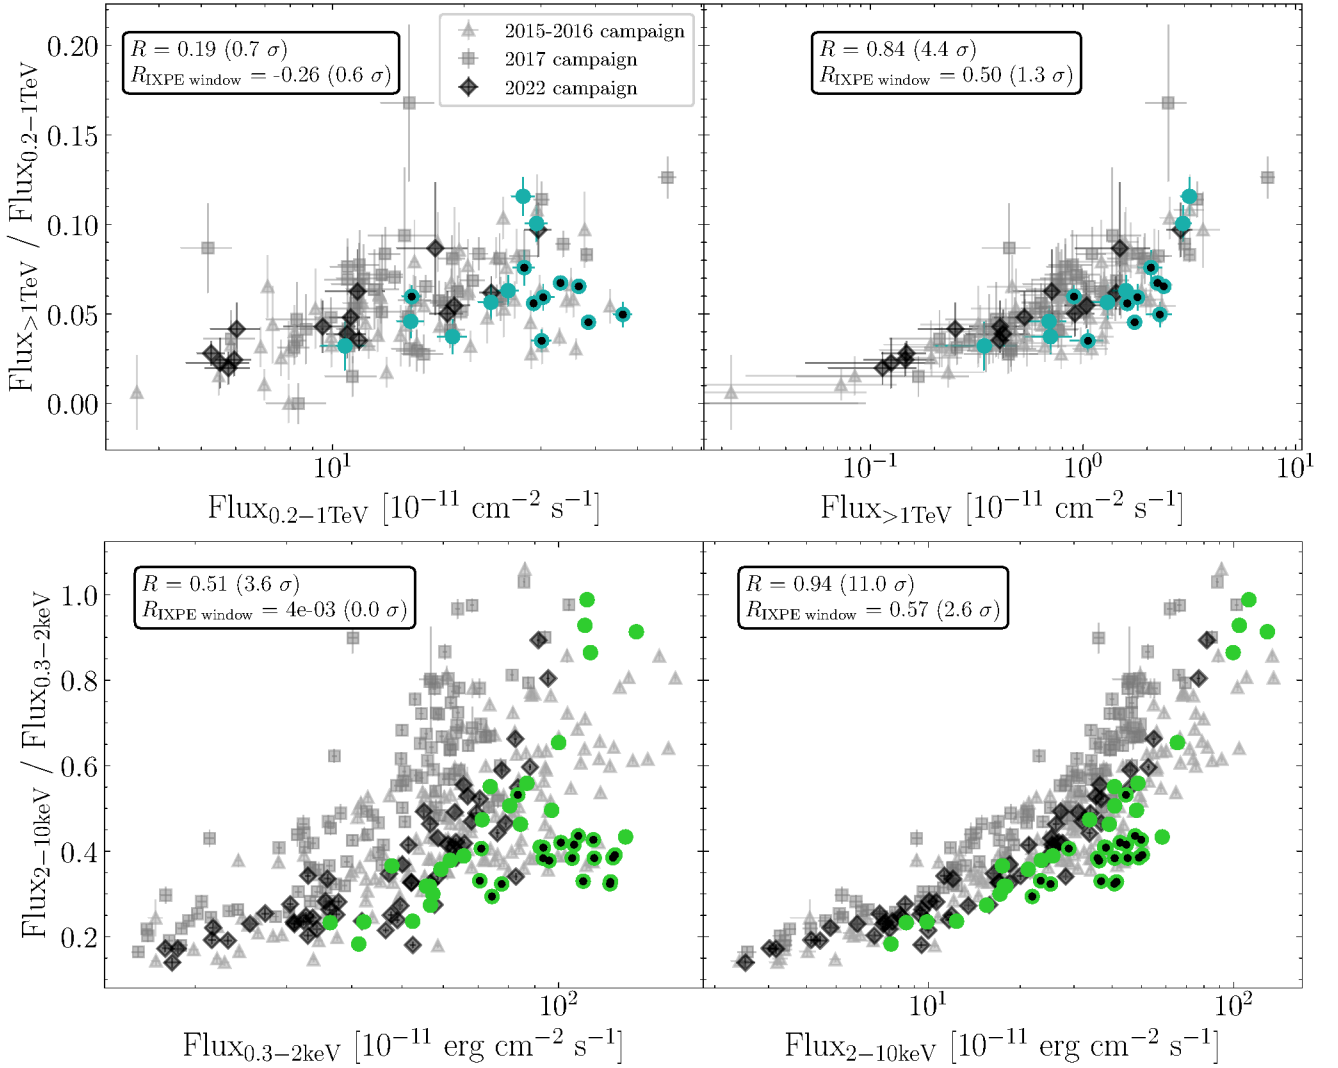 R = 0.19 (0.7 σ)
R_IXPE window = -0.26 (0.6 σ)
2015-2016 campaign
2017 campaign
2022 campaign
R = 0.84 (4.4 σ)
R_IXPE window = 0.50 (1.3 σ)
0.20
0.15
0.10
0.05
0.00
Flux_>1TeV / Flux_0.2−1TeV
10^1
10^−1
10^0
10^1
Flux_0.2−1TeV [10^−11 cm^−2 s^−1]
Flux_>1TeV [10^−11 cm^−2 s^−1]
R = 0.51 (3.6 σ)
R_IXPE window = 4e-03 (0.0 σ)
R = 0.94 (11.0 σ)
R_IXPE window = 0.57 (2.6 σ)
1.0
0.8
0.6
0.4
0.2
Flux_2−10keV / Flux_0.3−2keV
10^2
10^1
10^2
Flux_0.3−2keV [10^−11 erg cm^−2 s^−1]
Flux_2−10keV [10^−11 erg cm^−2 s^−1]